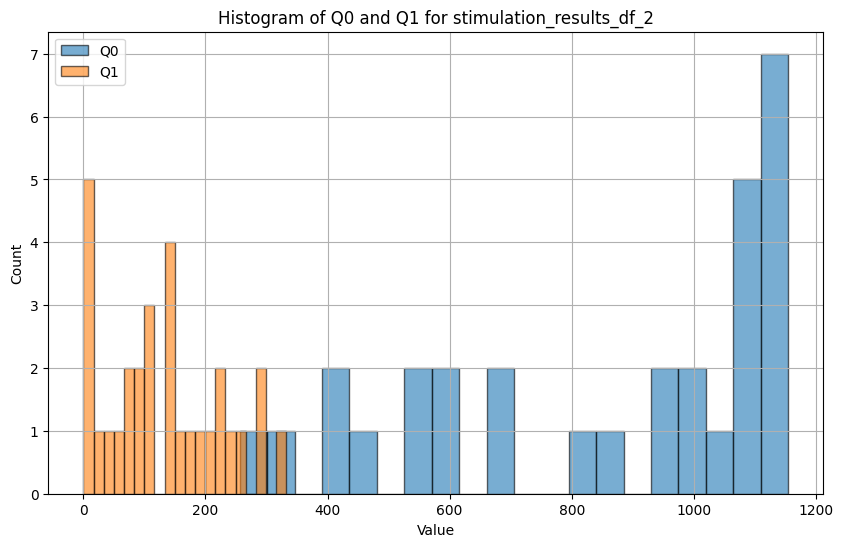 Histogram of Q0 and Q1 for stimulation_results_df_2
Q0
Q1
7
6
5
4
3
2
1
0
Count
0 200 400 600 800 1000 1200
Value